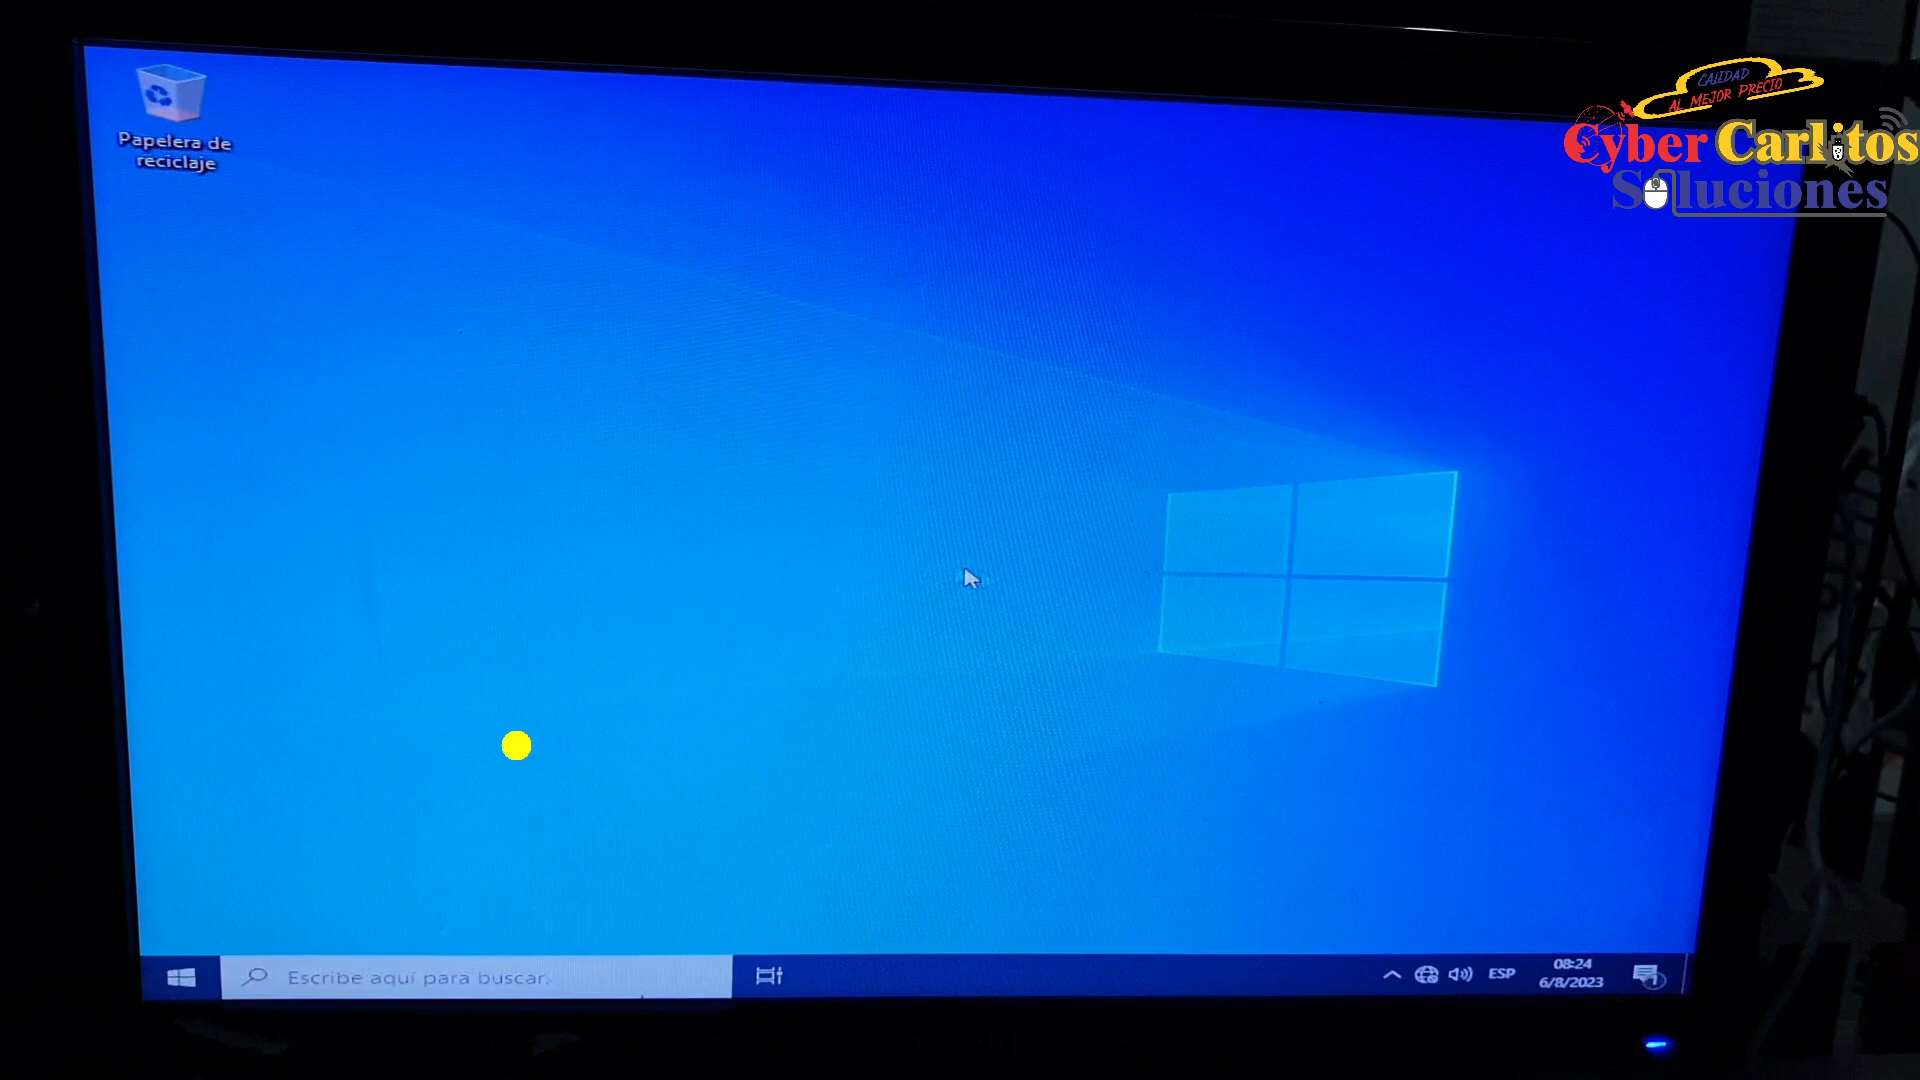 Papelera de
reciclaje
CALIDAD
AL MEJOR PRECIO
Cyber Carlitos
Soluciones
Escribe aquí para buscar.
ESP
08:24
6/8/2023
1